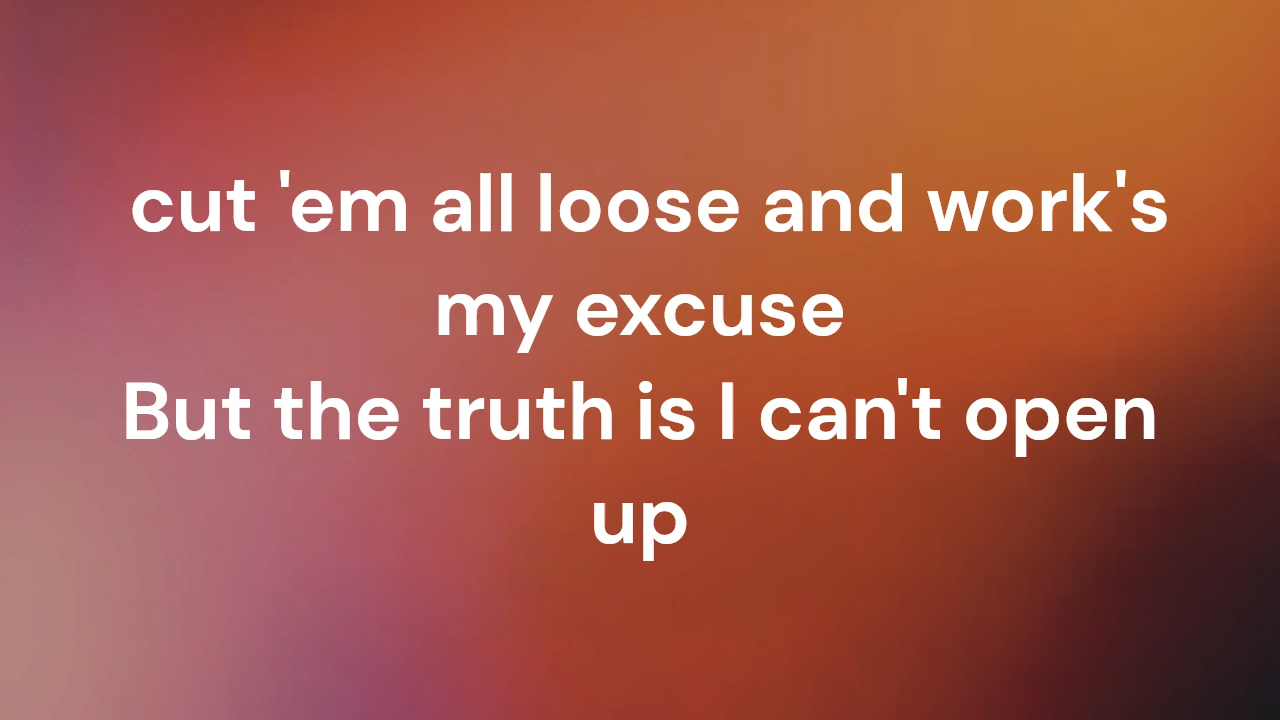 cut 'em all loose and work's
my excuse
But the truth is I can't open
up